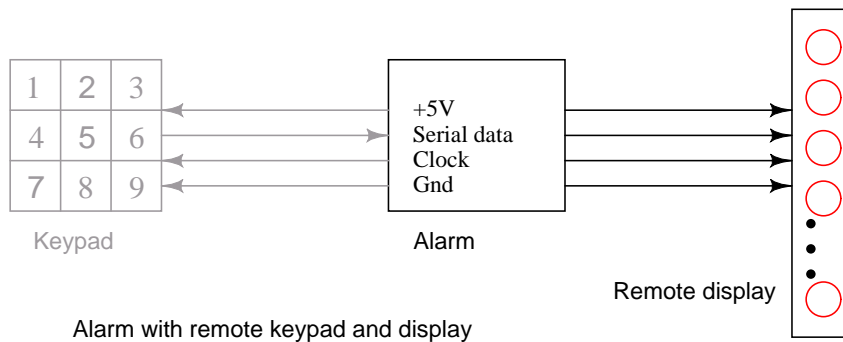 1 2 3
4 5 6
7 8 9
+5V
Serial data
Clock
Gnd
Keypad
Alarm
Remote display
Alarm with remote keypad and display